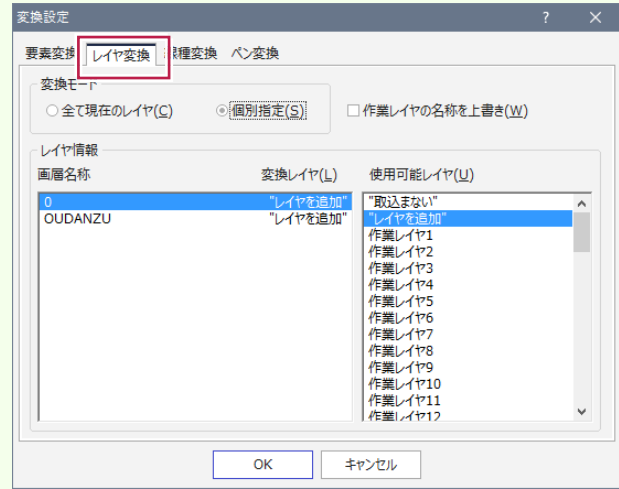 変換設定 ? ×
要素変換 レイヤ変換 線種変換 ペン変換
変換モード
全て現在のレイヤ(C) 個別指定(S) 作業レイヤの名称を上書き(W)
レイヤ情報
画層名称 変換レイヤ(L) 使用可能レイヤ(U)
0 "レイヤを追加" "取込まない"
OUDANZU "レイヤを追加" "レイヤを追加"
作業レイヤ1
作業レイヤ2
作業レイヤ3
作業レイヤ4
作業レイヤ5
作業レイヤ6
作業レイヤ7
作業レイヤ8
作業レイヤ9
作業レイヤ10
作業レイヤ11
作業レイヤ12
OK キャンセル